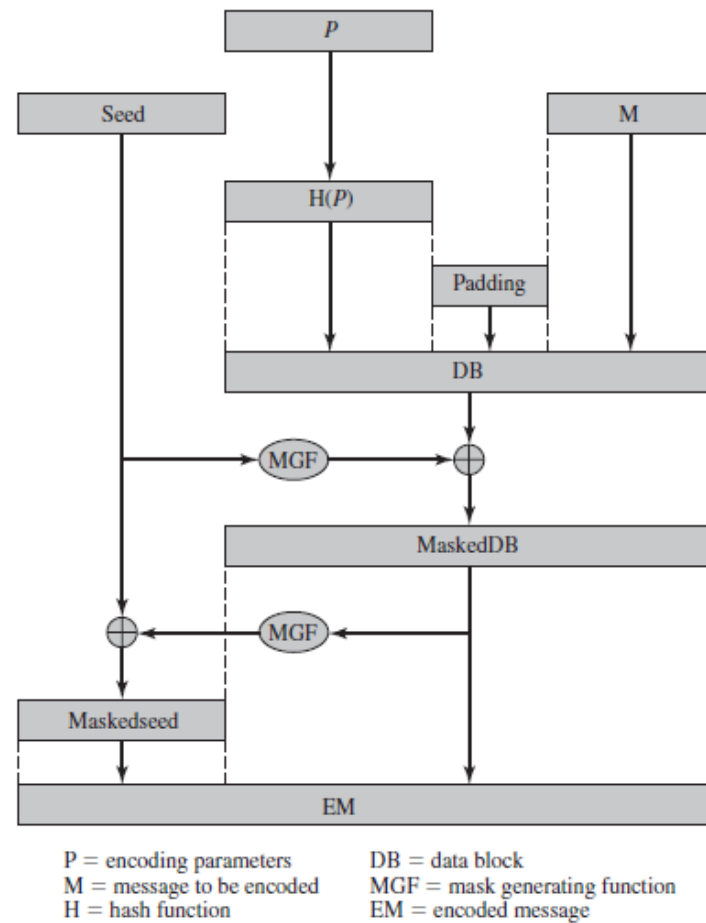 P
Seed
M
H(P)
Padding
DB
MGF
MaskedDB
MGF
Maskedseed
EM
P = encoding parameters
M = message to be encoded
H = hash function
DB = data block
MGF = mask generating function
EM = encoded message